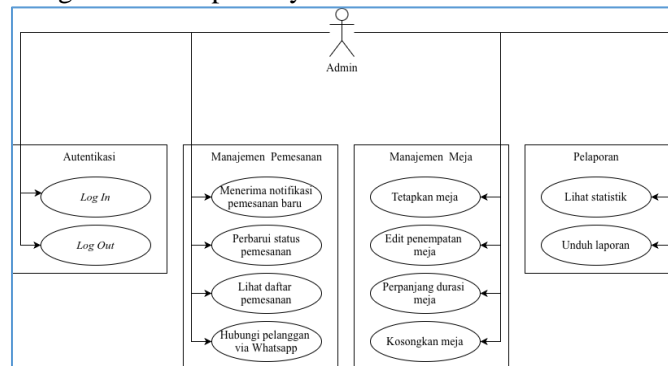 Admin
Autentikasi
Log In
Log Out
Manajemen Pemesanan
Menerima notifikasi
pemesanan baru
Perbarui status
pemesanan
Lihat daftar
pemesanan
Hubungi pelanggan
via Whatsapp
Manajemen Meja
Tetapkan meja
Edit penempatan
meja
Perpanjang durasi
meja
Kosongkan meja
Pelaporan
Lihat statistik
Unduh laporan